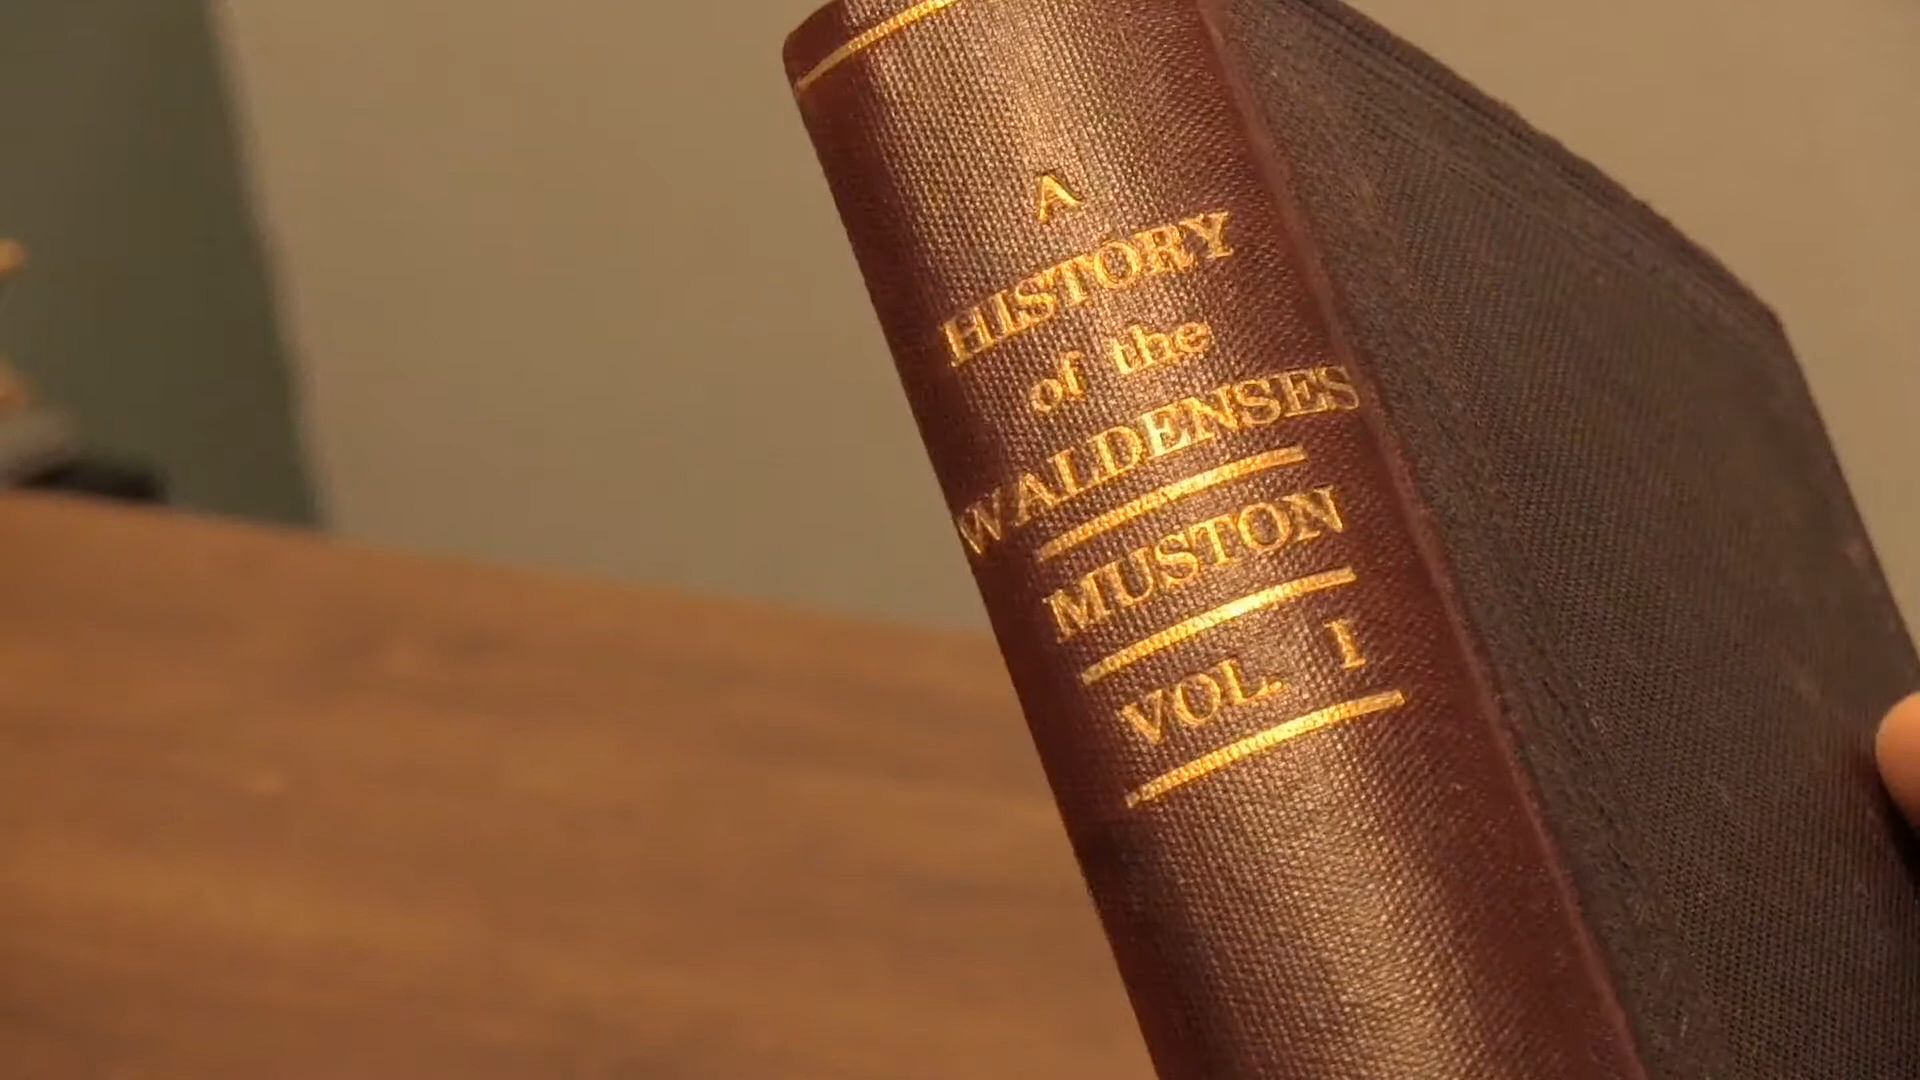 A
HISTORY
of the
WALDENSES
MUSTON
VOL. I